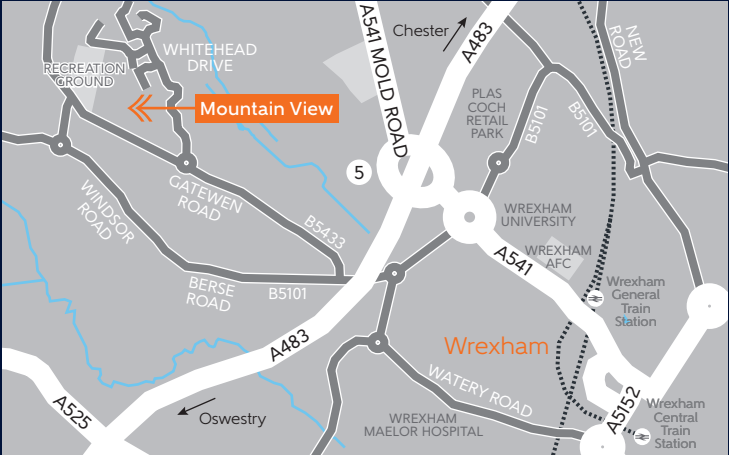 A541 MOLD ROAD
Chester
A483
NEW
ROAD
WHITEHEAD
DRIVE
RECREATION
GROUND
Mountain View
PLAS
COCH
RETAIL
PARK
B5101
B5101
5
WINDSOR
ROAD
GATEWEN
ROAD
B5433
WREXHAM
UNIVERSITY
WREXHAM
AFC
A541
BERSE
ROAD
B5101
Wrexham
General
Train
Station
A483
Wrexham
WATERY ROAD
A525
Oswestry
WREXHAM
MAELOR HOSPITAL
A5152
Wrexham
Central
Train
Station